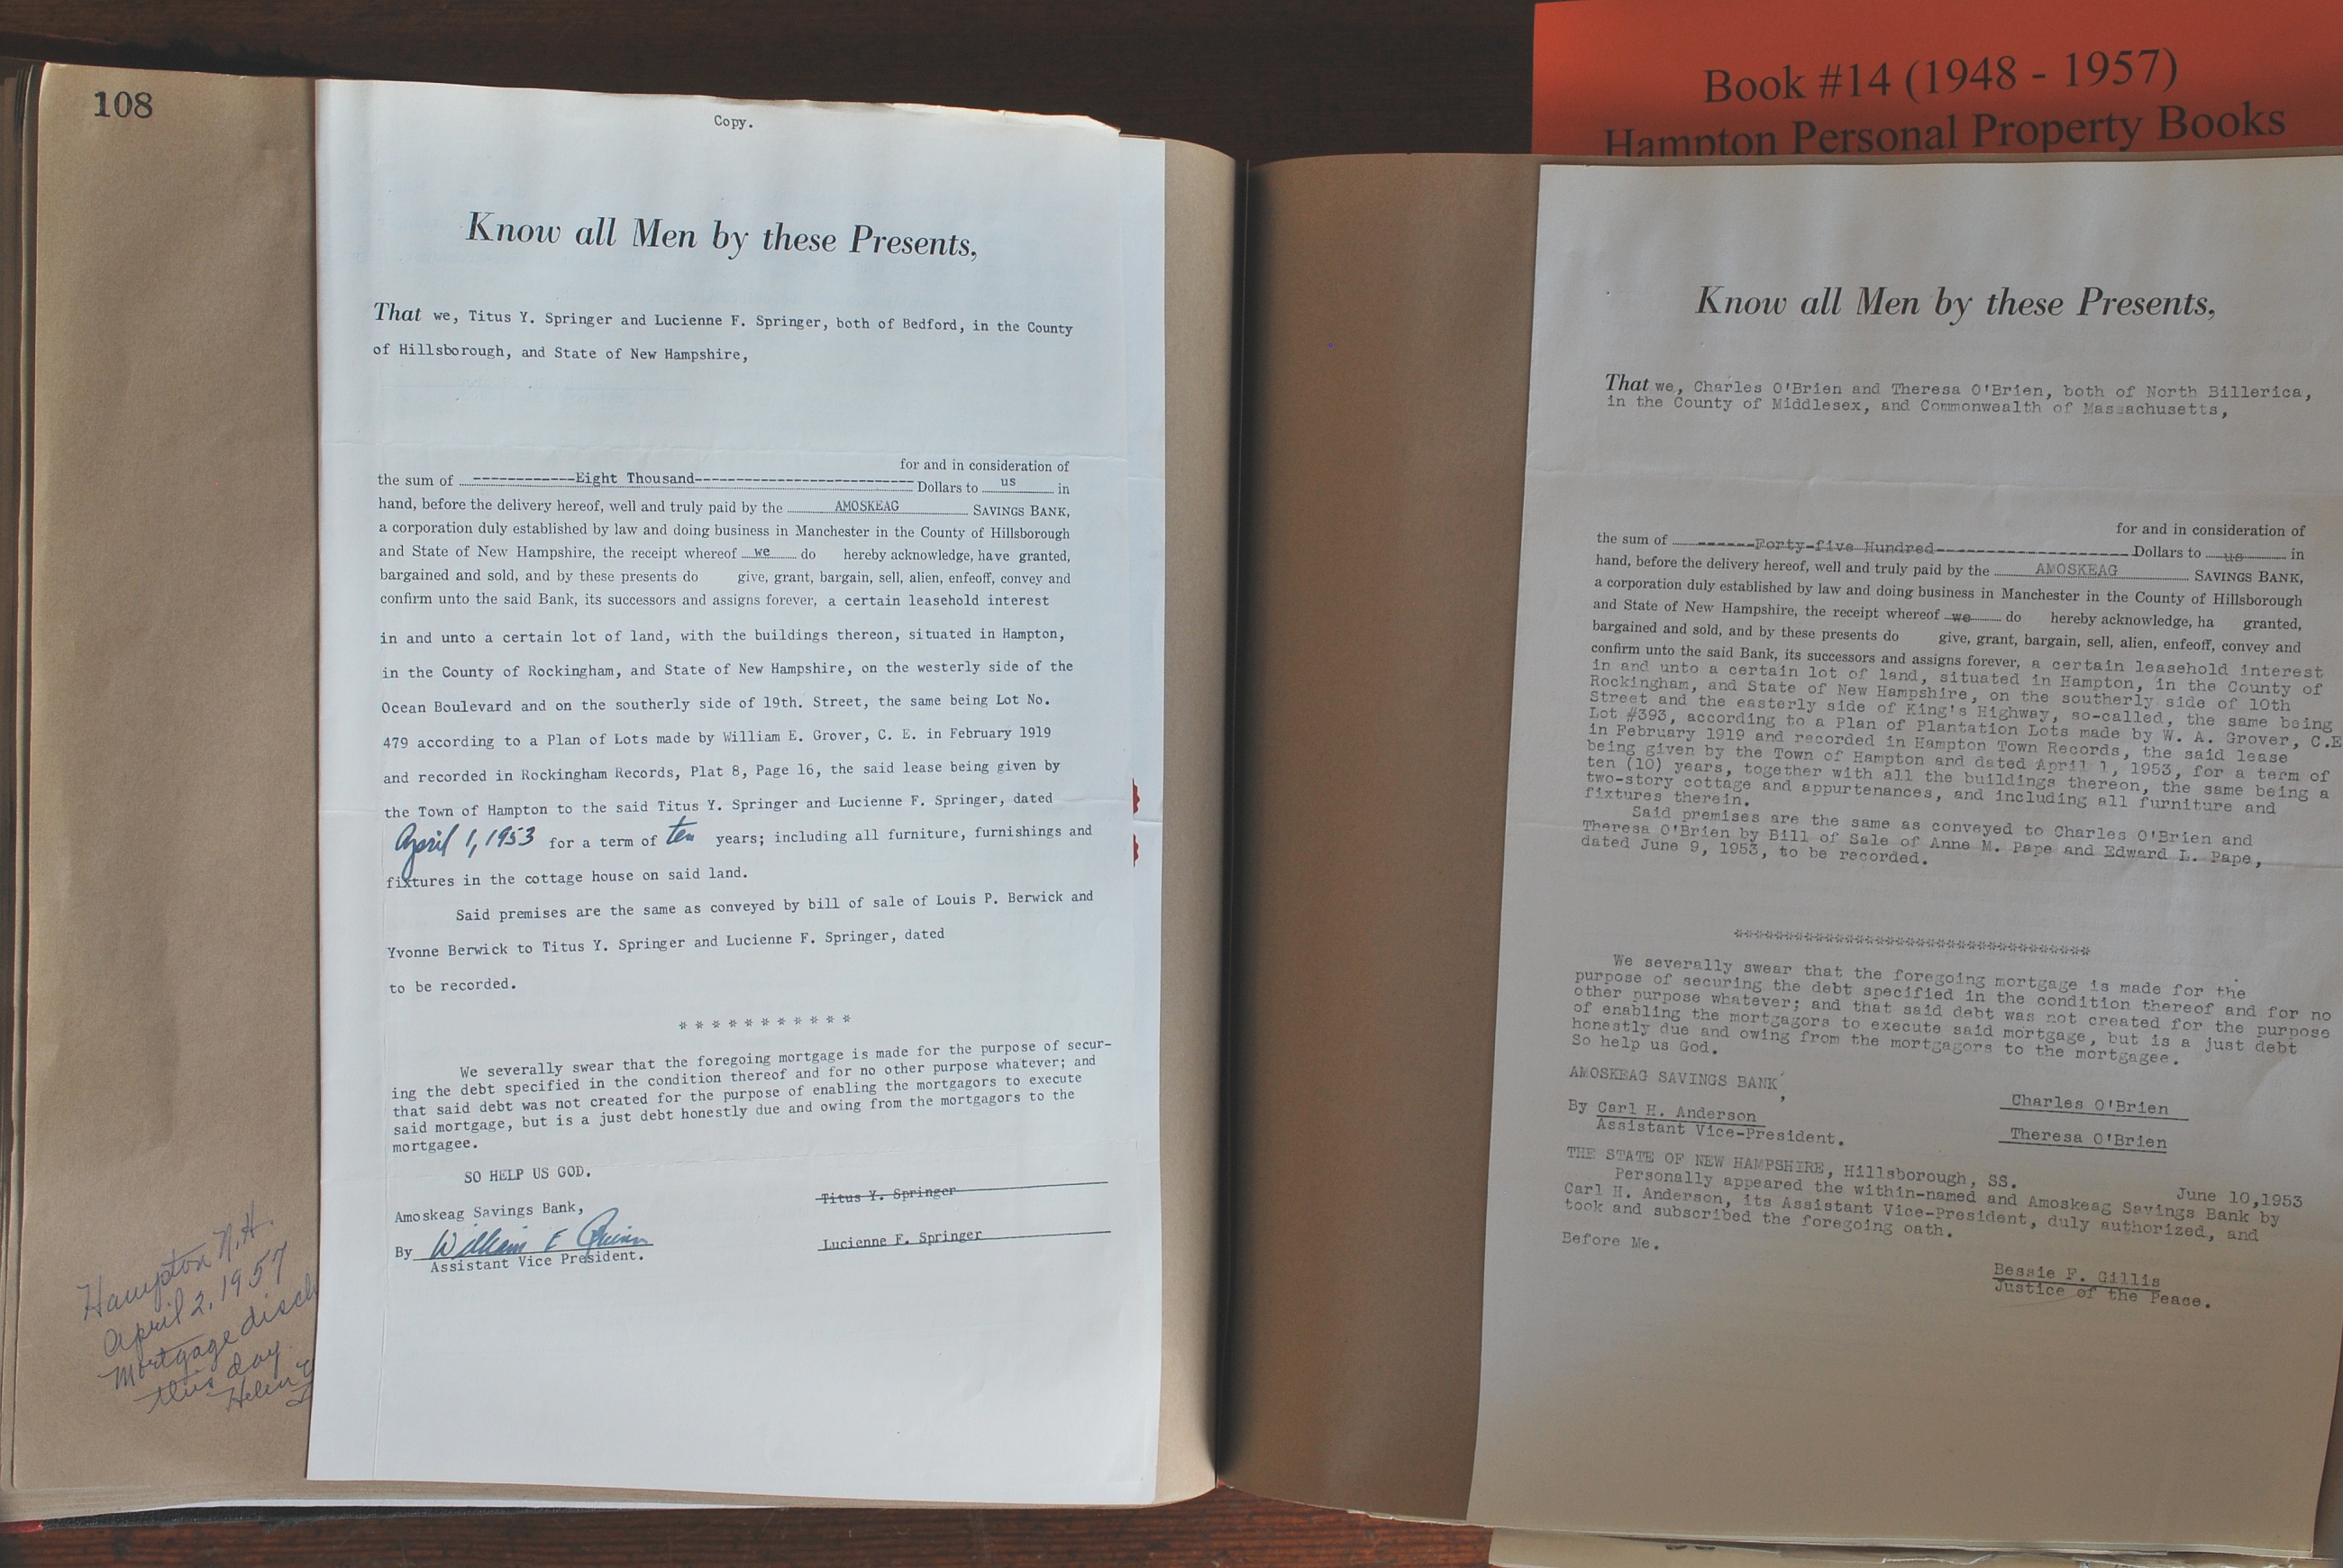 108
Copy.
Know all Men by these Presents,
That we, Titus Y. Springer and Lucienne F. Springer, both of Bedford, in the County
of Hillsborough, and State of New Hampshire,
for and in consideration of
the sum of ------------Eight Thousand-------------------------- Dollars to us in
hand, before the delivery hereof, well and truly paid by the AMOSKEAG SAVINGS BANK,
a corporation duly established by law and doing business in Manchester in the County of Hillsborough
and State of New Hampshire, the receipt whereof we do hereby acknowledge, have granted,
bargained and sold, and by these presents do give, grant, bargain, sell, alien, enfeoff, convey and
confirm unto the said Bank, its successors and assigns forever, a certain leasehold interest
in and unto a certain lot of land, with the buildings thereon, situated in Hampton,
in the County of Rockingham, and State of New Hampshire, on the westerly side of the
Ocean Boulevard and on the southerly side of 19th. Street, the same being Lot No.
479 according to a Plan of Lots made by William E. Grover, C. E. in February 1919
and recorded in Rockingham Records, Plat 8, Page 16, the said lease being given by
the Town of Hampton to the said Titus Y. Springer and Lucienne F. Springer, dated
April 1, 1953 for a term of ten years; including all furniture, furnishings and
fixtures in the cottage house on said land.
Said premises are the same as conveyed by bill of sale of Louis P. Berwick and
Yvonne Berwick to Titus Y. Springer and Lucienne F. Springer, dated
to be recorded.
* * * * * * * * * * *
We severally swear that the foregoing mortgage is made for the purpose of secur-
ing the debt specified in the condition thereof and for no other purpose whatever; and
that said debt was not created for the purpose of enabling the mortgagors to execute
said mortgage, but is a just debt honestly due and owing from the mortgagors to the
mortgagee.
SO HELP US GOD.
Amoskeag Savings Bank,
Titus Y. Springer
By William E Quinn
Lucienne F. Springer
Assistant Vice President.
Hampton N.H.
April 2, 1957
Mortgage disch
this day
Helen
Book #14 (1948 - 1957)
Hampton Personal Property Books
Know all Men by these Presents,
That we, Charles O'Brien and Theresa O'Brien, both of North Billerica,
in the County of Middlesex, and Commonwealth of Massachusetts,
for and in consideration of
the sum of ------Forty-five Hundred----------------------- Dollars to us in
hand, before the delivery hereof, well and truly paid by the AMOSKEAG SAVINGS BANK,
a corporation duly established by law and doing business in Manchester in the County of Hillsborough
and State of New Hampshire, the receipt whereof we do hereby acknowledge, ha granted,
bargained and sold, and by these presents do give, grant, bargain, sell, alien, enfeoff, convey and
confirm unto the said Bank, its successors and assigns forever, a certain leasehold interest
in and unto a certain lot of land, situated in Hampton, in the County of
Rockingham, and State of New Hampshire, on the southerly side of 10th
Street and the easterly side of King's Highway, so-called, the same being
Lot #393, according to a Plan of Plantation Lots made by W. A. Grover, C.E
in February 1919 and recorded in Hampton Town Records, the said lease
being given by the Town of Hampton and dated April 1, 1953, for a term of
ten (10) years, together with all the buildings thereon, the same being a
two-story cottage and appurtenances, and including all furniture and
fixtures therein.
Said premises are the same as conveyed to Charles O'Brien and
Theresa O'Brien by Bill of Sale of Anne M. Pape and Edward L. Pape,
dated June 9, 1953, to be recorded.
***********************************
We severally swear that the foregoing mortgage is made for the
purpose of securing the debt specified in the condition thereof and for no
other purpose whatever; and that said debt was not created for the purpose
of enabling the mortgagors to execute said mortgage, but is a just debt
honestly due and owing from the mortgagors to the mortgagee.
So help us God.
AMOSKEAG SAVINGS BANK,
Charles O'Brien
By Carl H. Anderson
Assistant Vice-President.
Theresa O'Brien
THE STATE OF NEW HAMPSHIRE, Hillsborough, SS.
June 10,1953
Personally appeared the within-named and Amoskeag Savings Bank by
Carl H. Anderson, its Assistant Vice-President, duly authorized, and
took and subscribed the foregoing oath.
Before Me.
Bessie F. Gillis
Justice of the Peace.